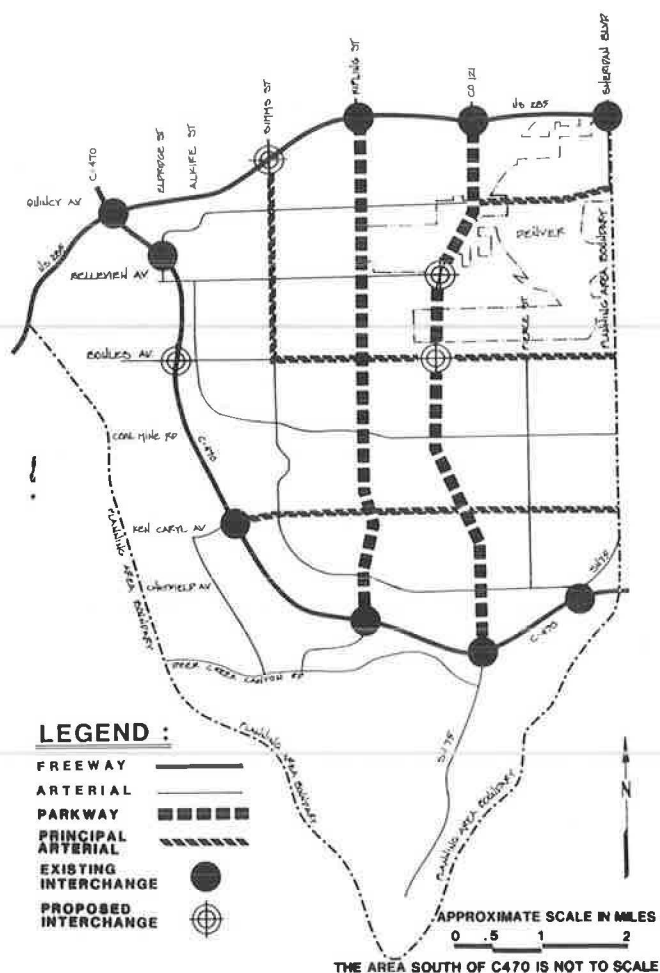 SIMMS ST
KIPLING ST
CO 121
SHERIDAN BLVD
US 285
C-470
ELDRIDGE ST
ALKIRE ST
QUINCY AV
US 285
BELLEVIEW AV
DENVER
PLANNING AREA BOUNDARY
PIERCE ST
BOWLES AV
COAL MINE RD
C-470
KEN CARYL AV
PLANNING AREA BOUNDARY
CHATFIELD AV
SH 75
C-470
DEER CREEK CANYON RD
PLANNING AREA BOUNDARY
SH 75
PLANNING AREA BOUNDARY
LEGEND :
FREEWAY
ARTERIAL
PARKWAY
PRINCIPAL
ARTERIAL
EXISTING
INTERCHANGE
PROPOSED
INTERCHANGE
N
APPROXIMATE SCALE IN MILES
0 .5 1 2
THE AREA SOUTH OF C470 IS NOT TO SCALE